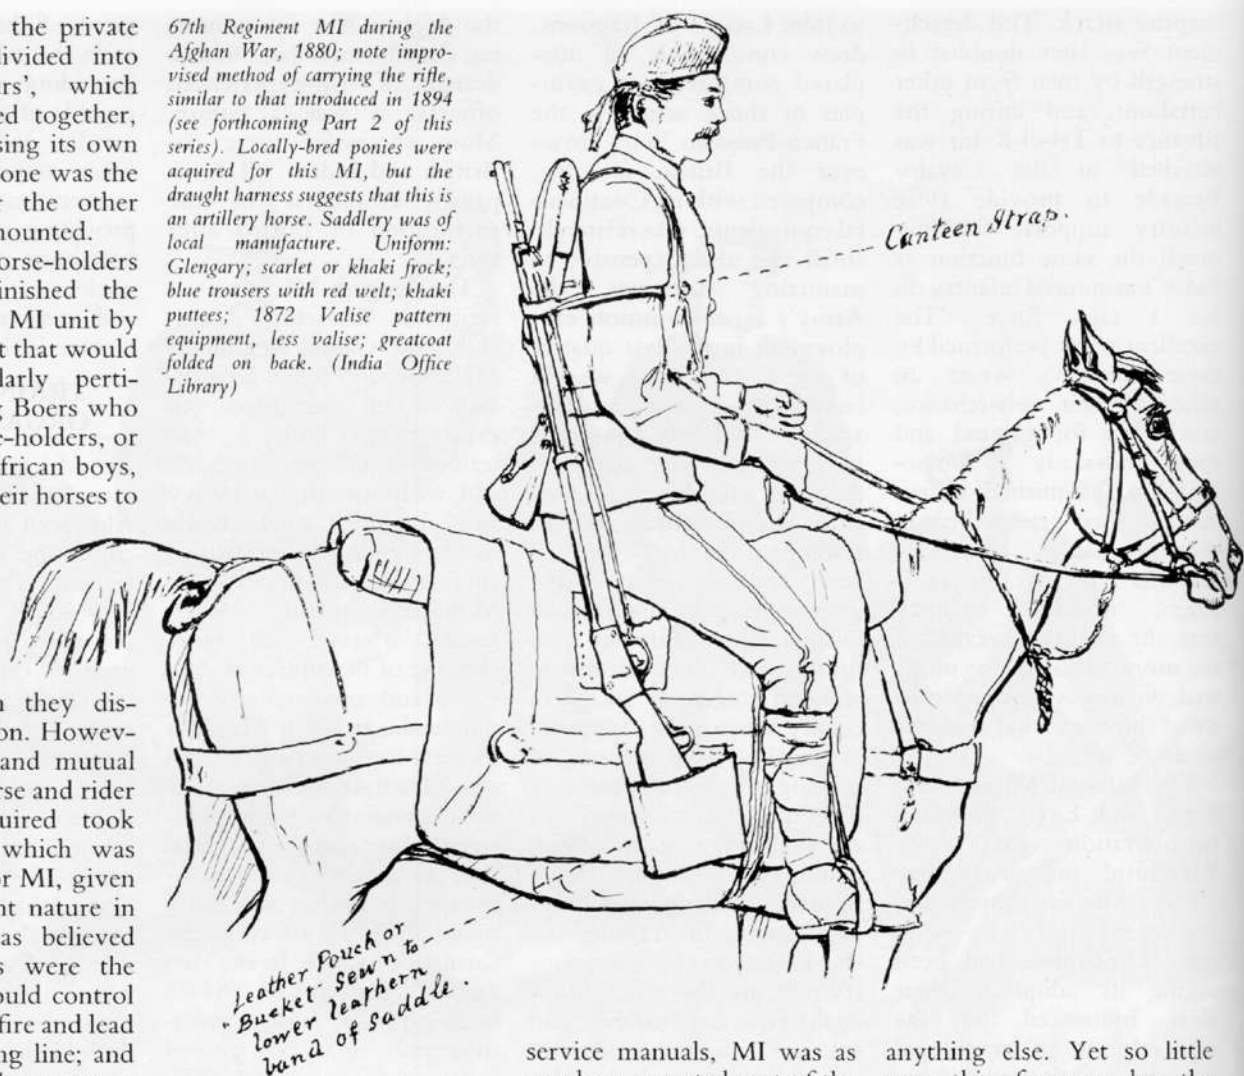 the private
ivided into
irs'; which
ed together,
sing its own
one was the
the other
mounted.
orse-holders
inished the
MI unit by
t that would
larly perti-
g Boers who
e-holders, or
frican boys,
eir horses to
67th Regiment MI during the
Afghan War, 1880; note impro-
vised method of carrying the rifle,
similar to that introduced in 1894
(see forthcoming Part 2 of this
series). Locally-bred ponies were
acquired for this MI, but the
draught harness suggests that this is
an artillery horse. Saddlery was of
local manufacture. Uniform:
Glengary; scarlet or khaki frock;
blue trousers with red welt; khaki
puttees; 1872 Valise pattern
equipment, less valise; greatcoat
folded on back. (India Office
Library)
Canteen strap.
they dis-
on. Howev-
and mutual
rse and rider
uired took
which was
or MI, given
nt nature in
as believed
s were the
ould control
fire and lead
ng line; and
Leather Pouch or
Bucket sewn to
lower leathern
band of saddle.
service manuals, MI was as
anything else. Yet so little